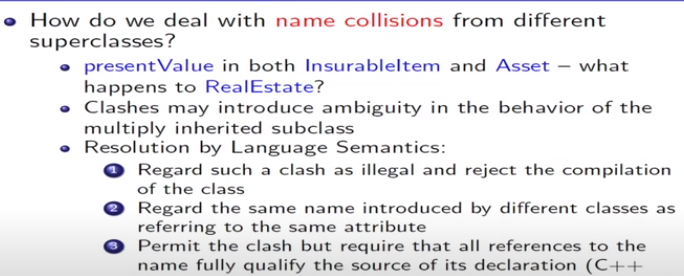 How do we deal with name collisions from different
superclasses?
presentValue in both InsurableItem and Asset – what
happens to RealEstate?
Clashes may introduce ambiguity in the behavior of the
multiply inherited subclass
Resolution by Language Semantics:
1 Regard such a clash as illegal and reject the compilation
of the class
2 Regard the same name introduced by different classes as
referring to the same attribute
3 Permit the clash but require that all references to the
name fully qualify the source of its declaration (C++